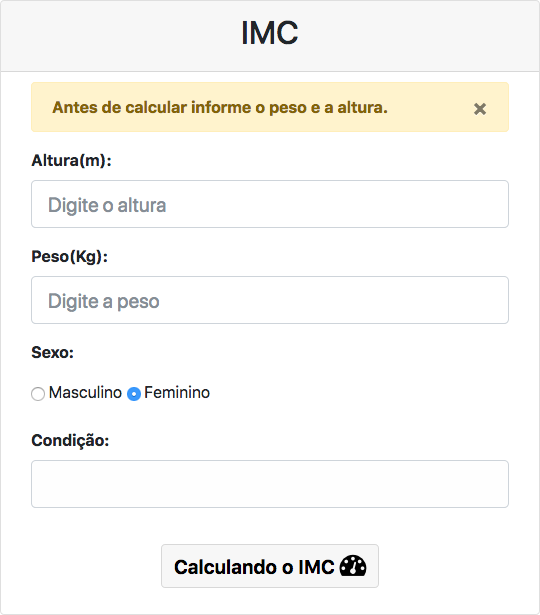 IMC
Antes de calcular informe o peso e a altura. ×
Altura(m):
Digite o altura
Peso(Kg):
Digite a peso
Sexo:
Masculino Feminino
Condição:
Calculando o IMC